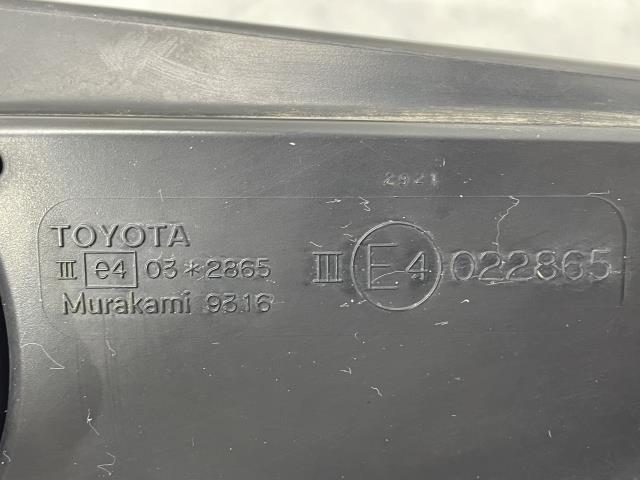 2921
TOYOTA
III e4 03*2865
Murakami 9316
III E4 022865